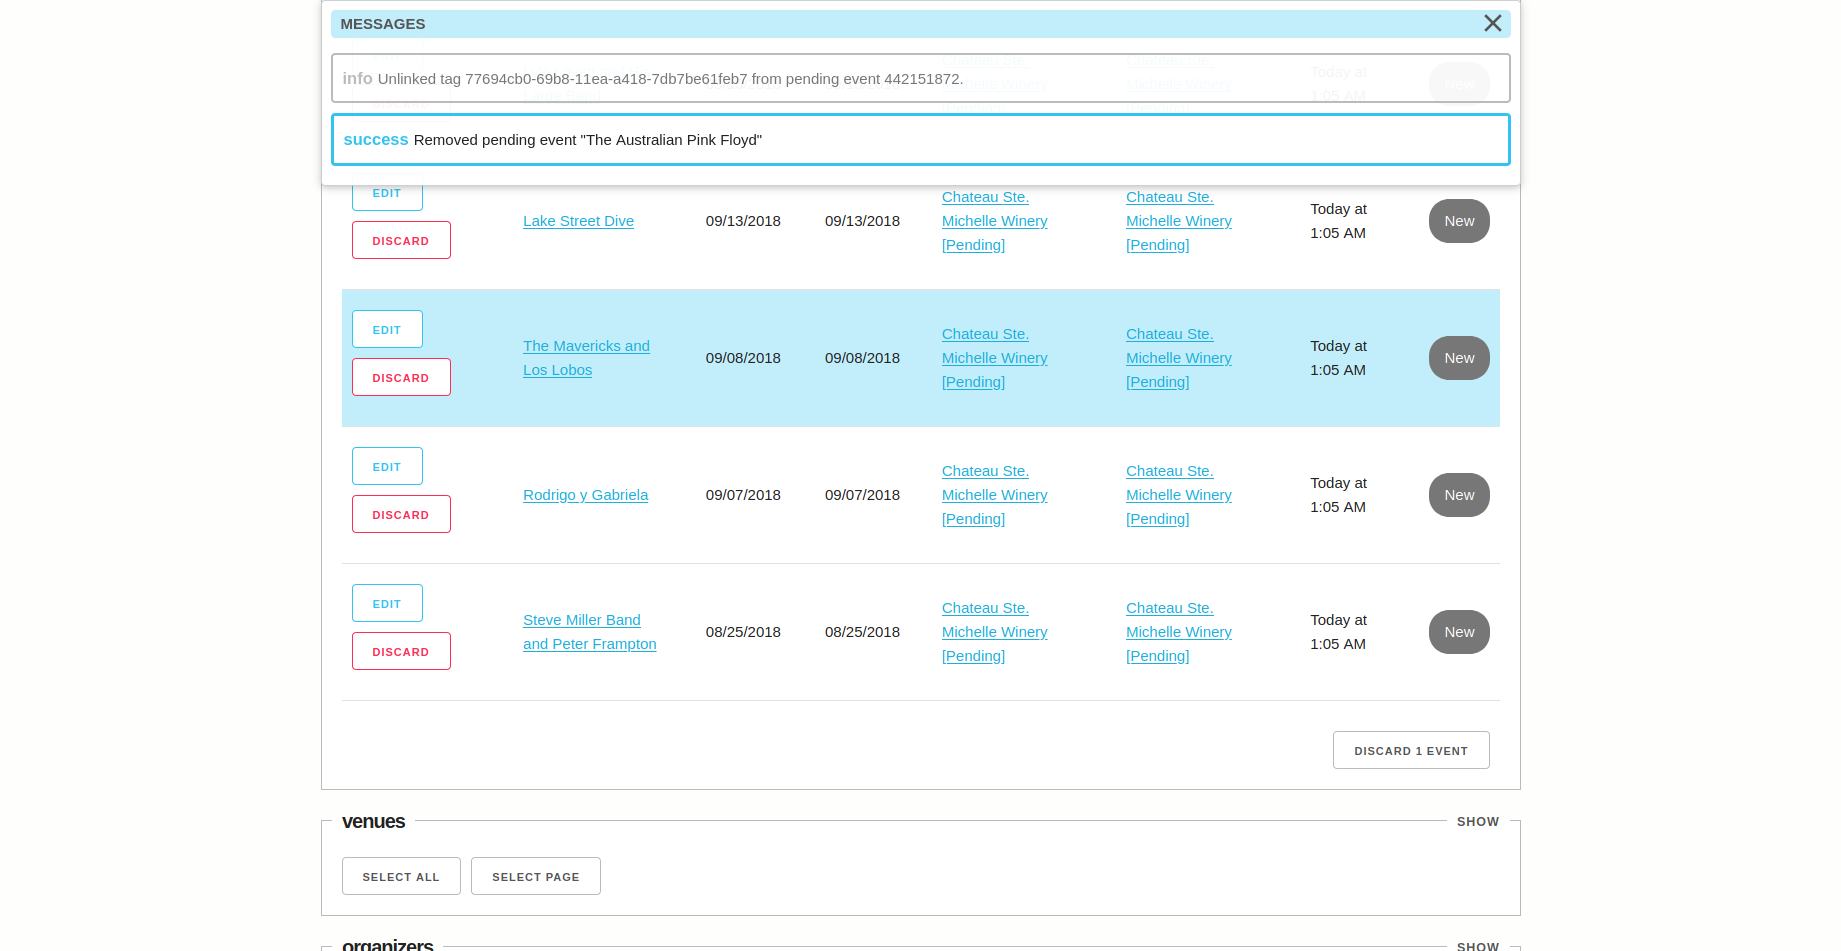 MESSAGES
info Unlinked tag 77694cb0-69b8-11ea-a418-7db7be61feb7 from pending event 442151872.
success Removed pending event "The Australian Pink Floyd"
EDIT
DISCARD
Lake Street Dive
09/13/2018
09/13/2018
Chateau Ste.
Michelle Winery
[Pending]
Chateau Ste.
Michelle Winery
[Pending]
Today at
1:05 AM
New
EDIT
DISCARD
The Mavericks and
Los Lobos
09/08/2018
09/08/2018
Chateau Ste.
Michelle Winery
[Pending]
Chateau Ste.
Michelle Winery
[Pending]
Today at
1:05 AM
New
EDIT
DISCARD
Rodrigo y Gabriela
09/07/2018
09/07/2018
Chateau Ste.
Michelle Winery
[Pending]
Chateau Ste.
Michelle Winery
[Pending]
Today at
1:05 AM
New
EDIT
DISCARD
Steve Miller Band
and Peter Frampton
08/25/2018
08/25/2018
Chateau Ste.
Michelle Winery
[Pending]
Chateau Ste.
Michelle Winery
[Pending]
Today at
1:05 AM
New
DISCARD 1 EVENT
venues
SHOW
SELECT ALL
SELECT PAGE
organizers
SHOW